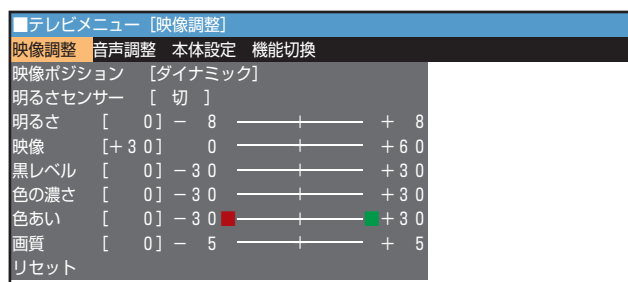 ■テレビメニュー [映像調整]
映像調整 音声調整 本体設定 機能切換
映像ポジション [ダイナミック]
明るさセンサー [ 切 ]
明るさ [ 0] － 8 ＋ 8
映像 [＋30] 0 ＋60
黒レベル [ 0] －30 ＋30
色の濃さ [ 0] －30 ＋30
色あい [ 0] －30 ＋30
画質 [ 0] － 5 ＋ 5
リセット